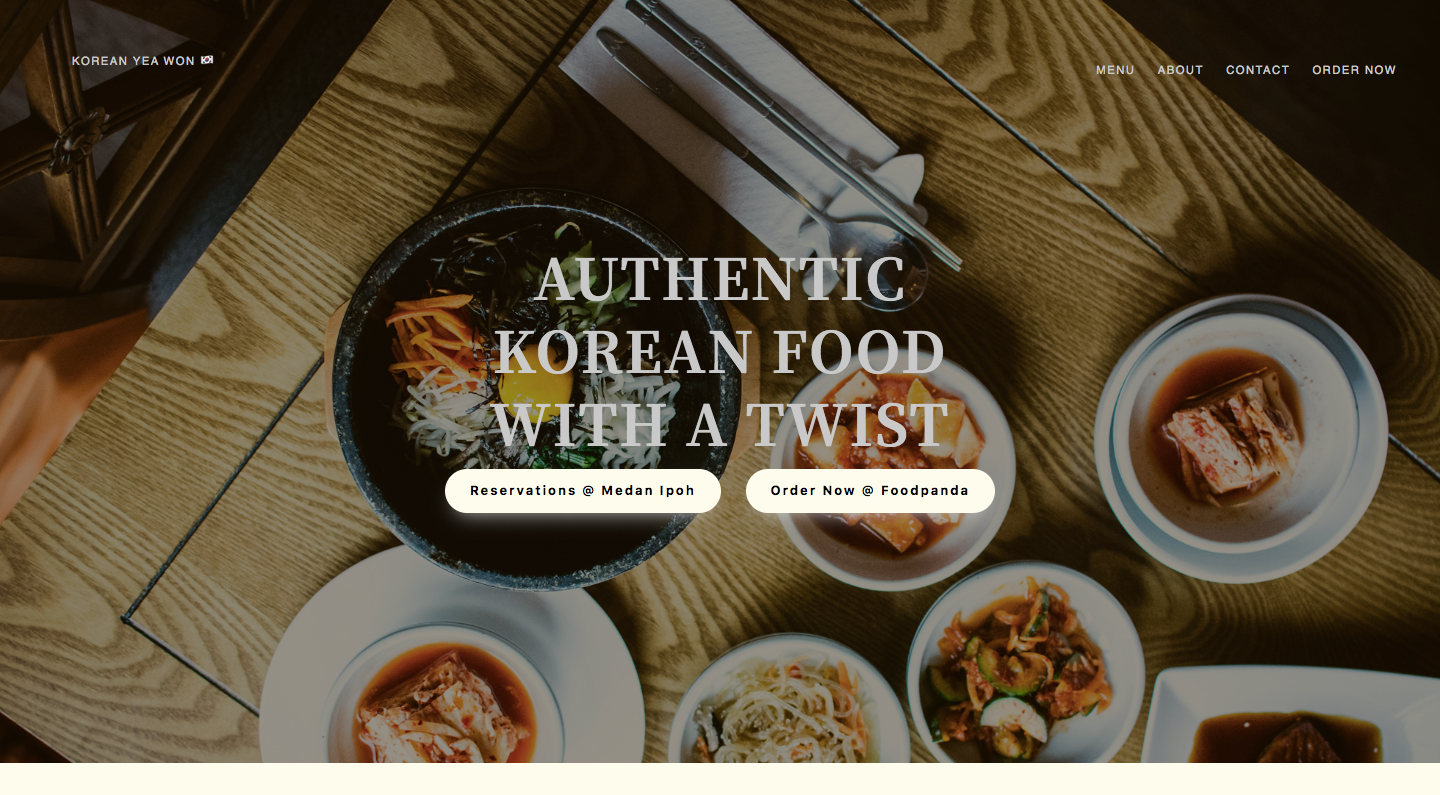 KOREAN YEA WON 🇰🇷
MENU ABOUT CONTACT ORDER NOW
AUTHENTIC
KOREAN FOOD
WITH A TWIST
Reservations @ Medan Ipoh
Order Now @ Foodpanda